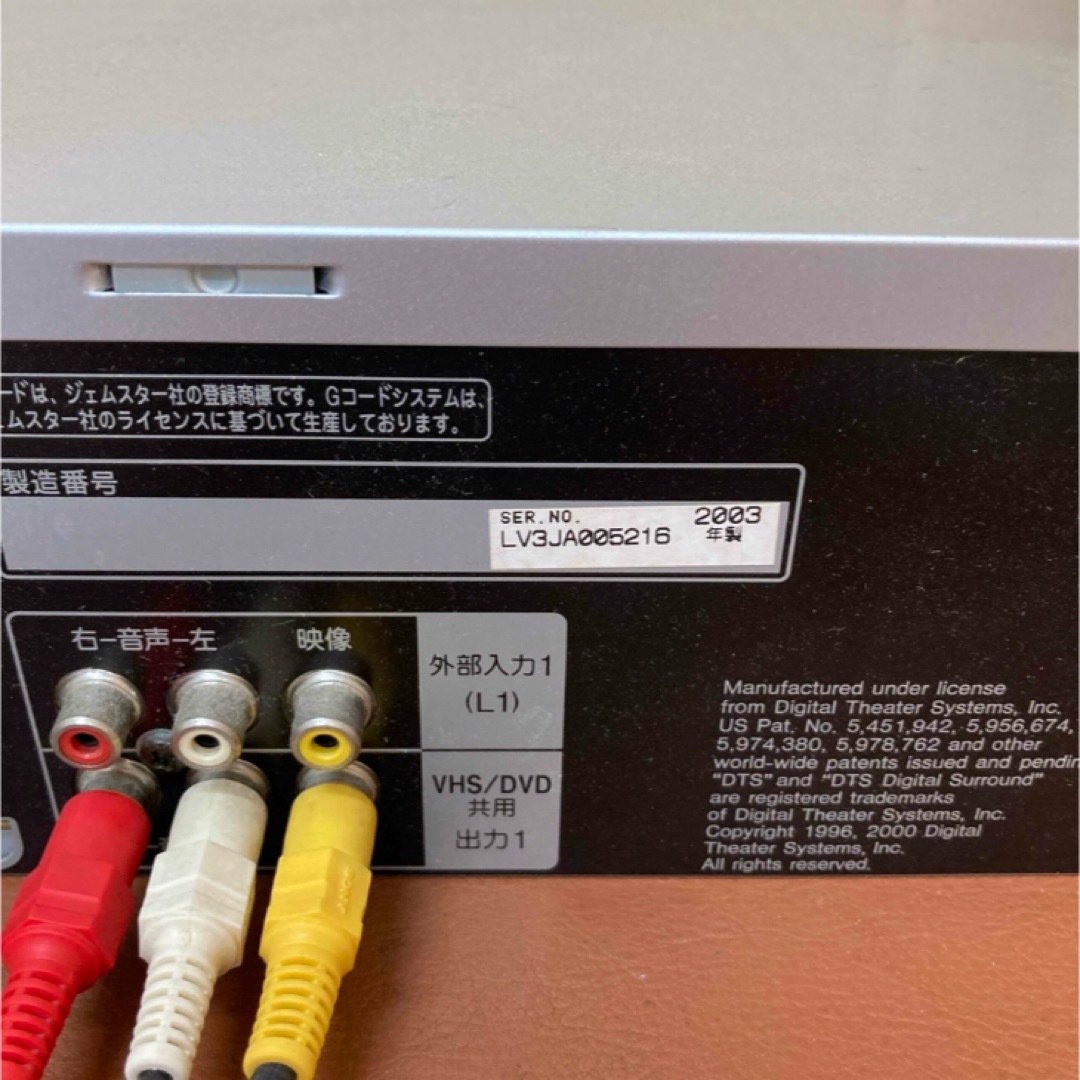 ードは、ジェムスター社の登録商標です。Gコードシステムは、
ムスター社のライセンスに基づいて生産しております。
製造番号
SER.NO.
LV3JA005216
2003
年製
右-音声-左
映像
外部入力1
(L1)
VHS/DVD
共用
出力1
Manufactured under license
from Digital Theater Systems, Inc.
US Pat. No. 5,451,942, 5,956,674,
5,974,380, 5,978,762 and other
world-wide patents issued and pendin
"DTS" and "DTS Digital Surround"
are registered trademarks
of Digital Theater Systems, Inc.
Copyright 1996, 2000 Digital
Theater Systems, Inc.
All rights reserved.